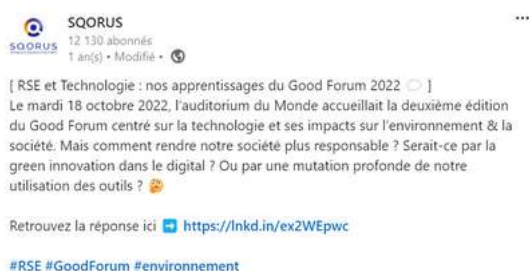 SQORUS
12 130 abonnés
1 an(s) • Modifié •
SQORUS
[ RSE et Technologie : nos apprentissages du Good Forum 2022 💬 ]
Le mardi 18 octobre 2022, l'auditorium du Monde accueillait la deuxième édition
du Good Forum centré sur la technologie et ses impacts sur l'environnement & la
société. Mais comment rendre notre société plus responsable ? Serait-ce par la
green innovation dans le digital ? Ou par une mutation profonde de notre
utilisation des outils ? 🤔
Retrouvez la réponse ici ➡️ https://lnkd.in/ex2WEpwc
#RSE #GoodForum #environnement